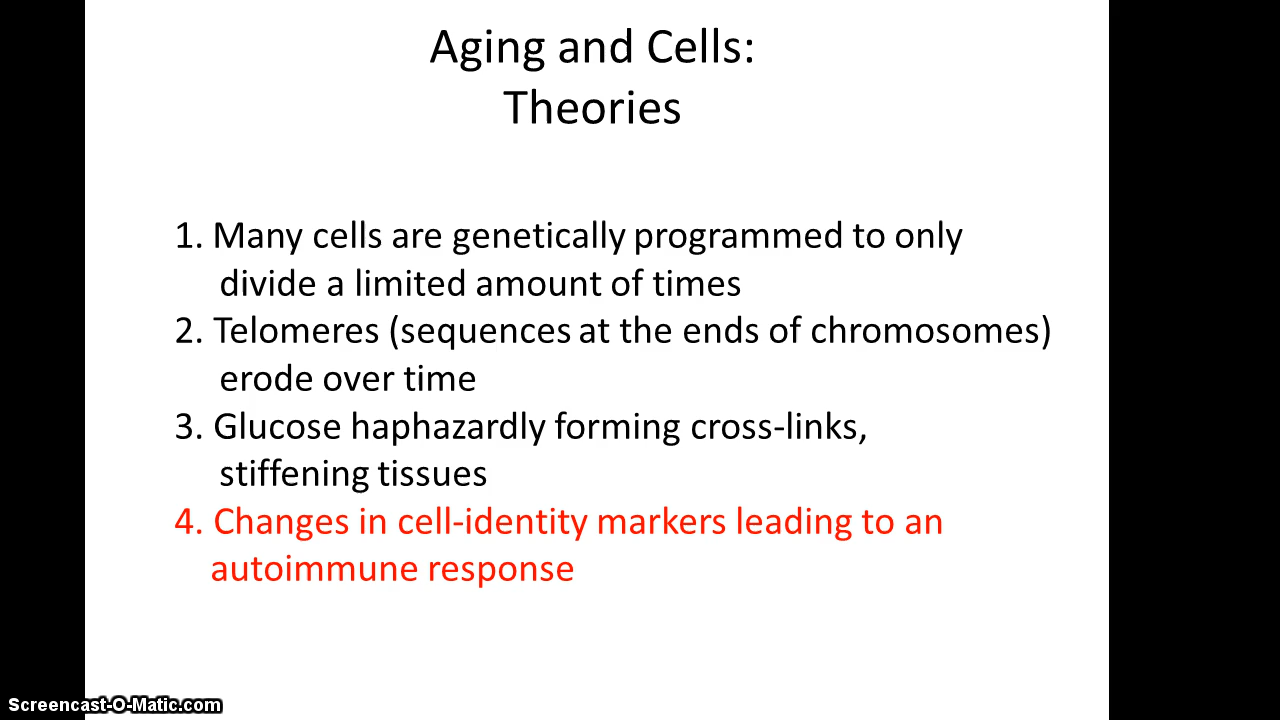 Aging and Cells:
Theories
1. Many cells are genetically programmed to only
divide a limited amount of times
2. Telomeres (sequences at the ends of chromosomes)
erode over time
3. Glucose haphazardly forming cross-links,
stiffening tissues
4. Changes in cell-identity markers leading to an
autoimmune response
Screencast-O-Matic.com